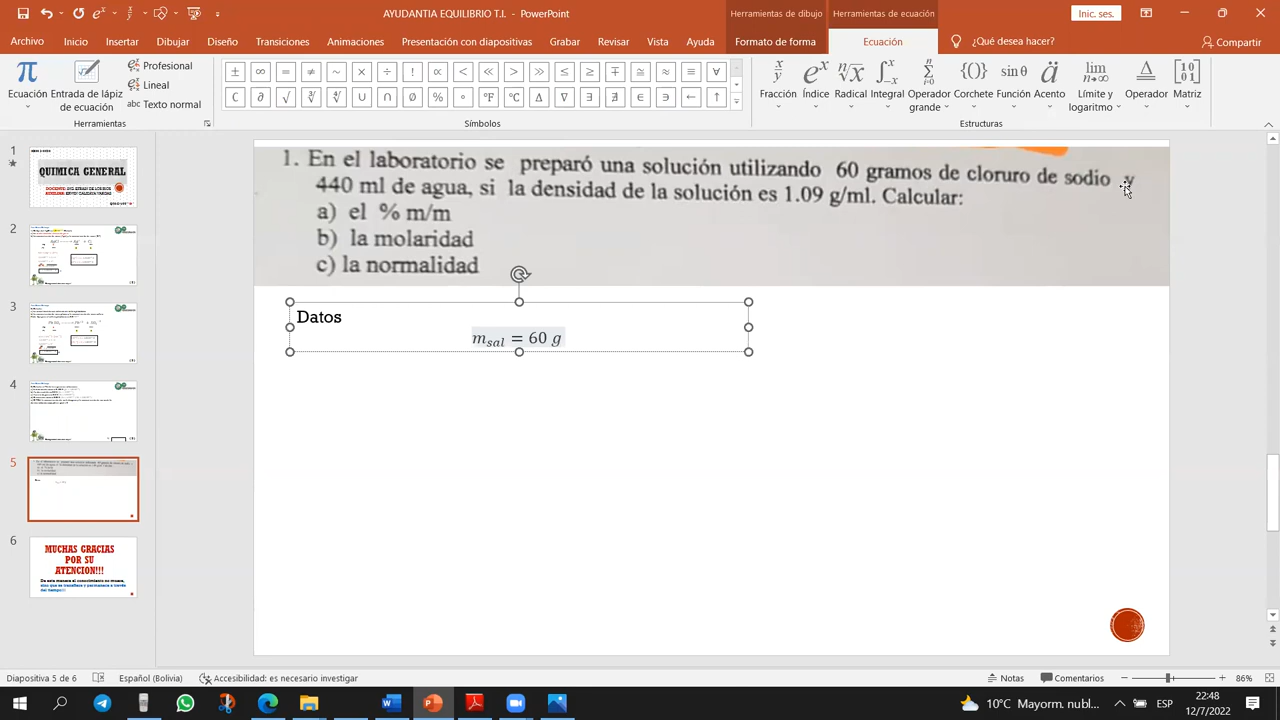 AYUDANTIA EQUILIBRIO T.I. - PowerPoint
Herramientas de dibujo
Herramientas de ecuación
Inic. ses.
Archivo Inicio Insertar Dibujar Diseño Transiciones Animaciones Presentación con diapositivas Grabar Revisar Vista Ayuda Formato de forma Ecuación ¿Qué desea hacer? Compartir
π
Ecuación
Entrada de lápiz de ecuación
Profesional
Lineal
abc Texto normal
Herramientas
± ∞ = ≠ ~ × ÷ ! ∝ < ≪ > ≫ ≤ ≥ ∓ ≅ ≈ ≡ ∀
∁ ∂ √ ∛ ∜ ∪ ∩ ∅ % ° °F °C ∆ ∇ ∃ ∄ ∈ ∋ ← ↑
Símbolos
Fracción Índice Radical Integral Operador grande Corchete Función Acento Límite y logaritmo Operador Matriz
Estructuras
1
QUIMICA GENERAL
2
3
4
5
6
MUCHAS GRACIAS
POR SU
ATENCION!!!
1. En el laboratorio se preparó una solución utilizando 60 gramos de cloruro de sodio y
440 ml de agua, si la densidad de la solución es 1.09 g/ml. Calcular:
a) el % m/m
b) la molaridad
c) la normalidad
Datos
m_sal = 60 g
Diapositiva 5 de 6 Español (Bolivia) Accesibilidad: es necesario investigar Notas Comentarios 86%
10°C Mayorm. nubl... ESP 22:48
12/7/2022